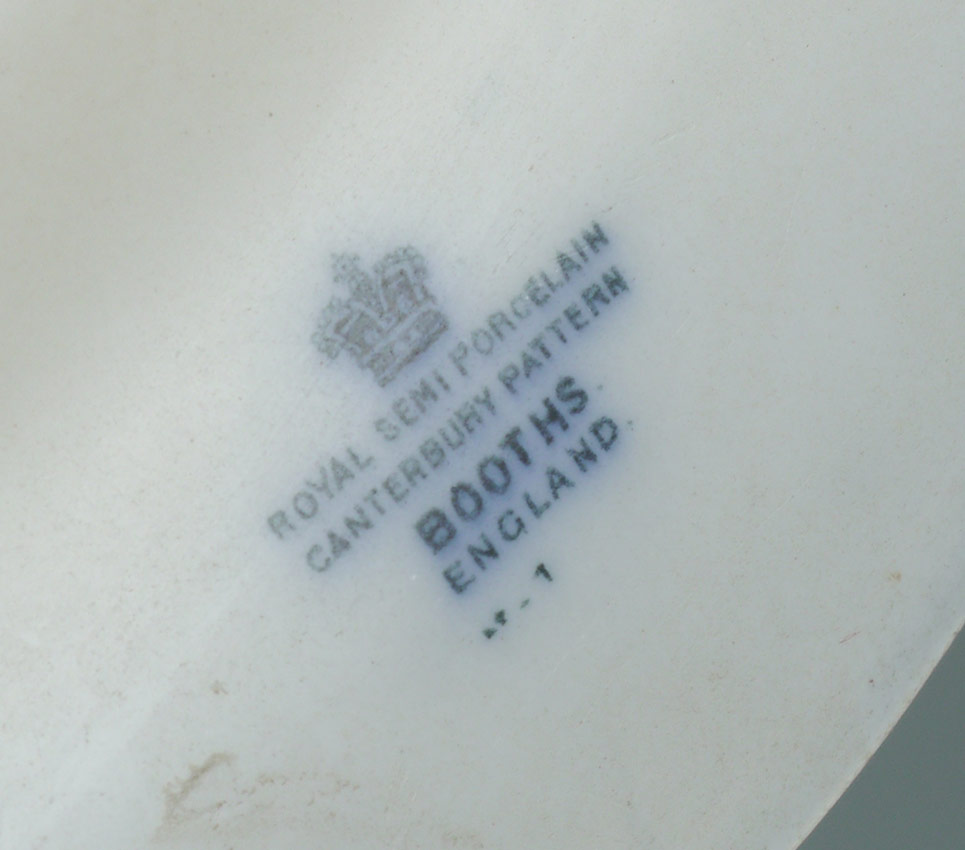 ROYAL SEMI PORCELAIN
CANTERBURY PATTERN
BOOTHS
ENGLAND